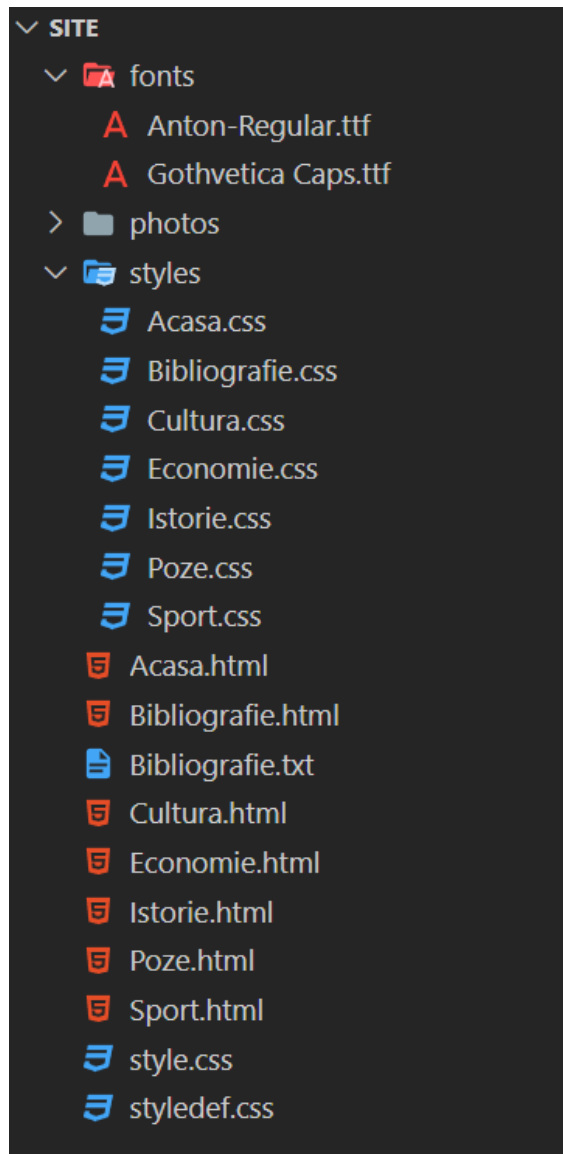 SITE
fonts
Anton-Regular.ttf
Gothvetica Caps.ttf
photos
styles
Acasa.css
Bibliografie.css
Cultura.css
Economie.css
Istorie.css
Poze.css
Sport.css
Acasa.html
Bibliografie.html
Bibliografie.txt
Cultura.html
Economie.html
Istorie.html
Poze.html
Sport.html
style.css
styledef.css